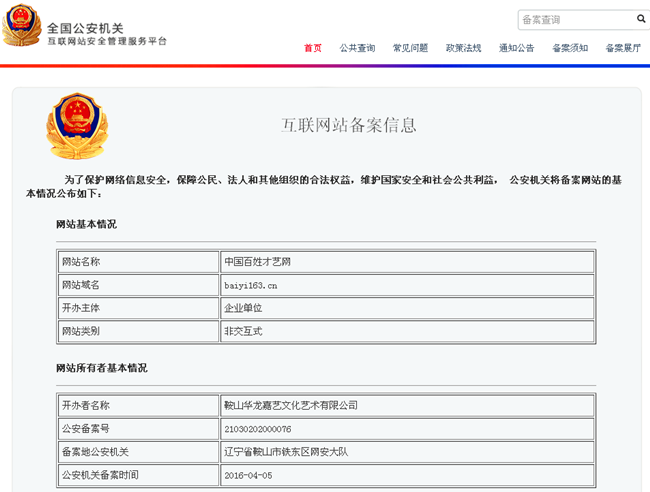 全国公安机关
互联网站安全管理服务平台
备案查询
首页 公共查询 常见问题 政策法规 通知公告 备案须知 备案展厅
互联网站备案信息
为了保护网络信息安全，保障公民、法人和其他组织的合法权益，维护国家安全和社会公共利益， 公安机关将备案网站的基
本情况公布如下：
网站基本情况
网站名称 中国百姓才艺网
网站域名 baiyi163.cn
开办主体 企业单位
网站类别 非交互式
网站所有者基本情况
开办者名称 鞍山华龙嘉艺文化艺术有限公司
公安备案号 21030202000076
备案地公安机关 辽宁省鞍山市铁东区网安大队
公安机关备案时间 2016-04-05